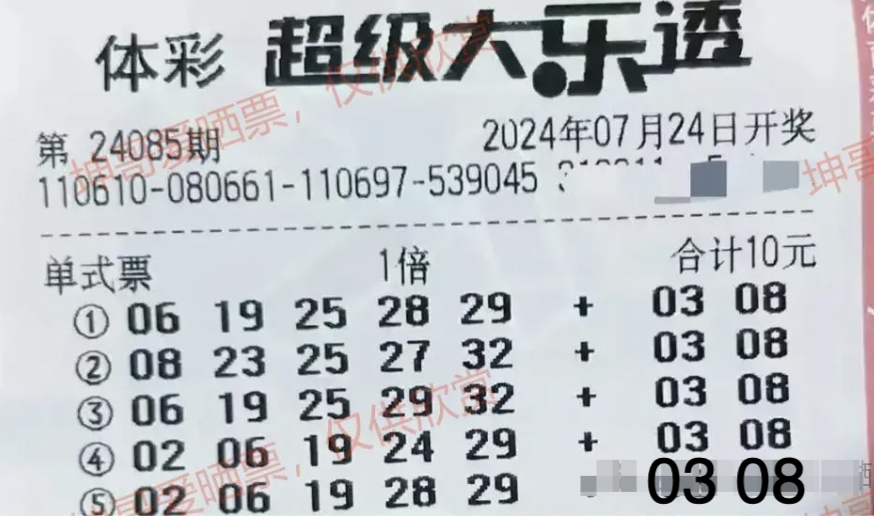 体彩 超级大乐透
第 24085期 2024年07月24日开奖
110610-080661-110697-539045
单式票 1倍 合计10元
① 06 19 25 28 29 + 03 08
② 08 23 25 27 32 + 03 08
③ 06 19 25 29 32 + 03 08
④ 02 06 19 24 29 + 03 08
⑤ 02 06 19 28 29 03 08
坤哥爱晒票，仅供欣赏
坤哥爱晒票，仅供欣赏
坤哥